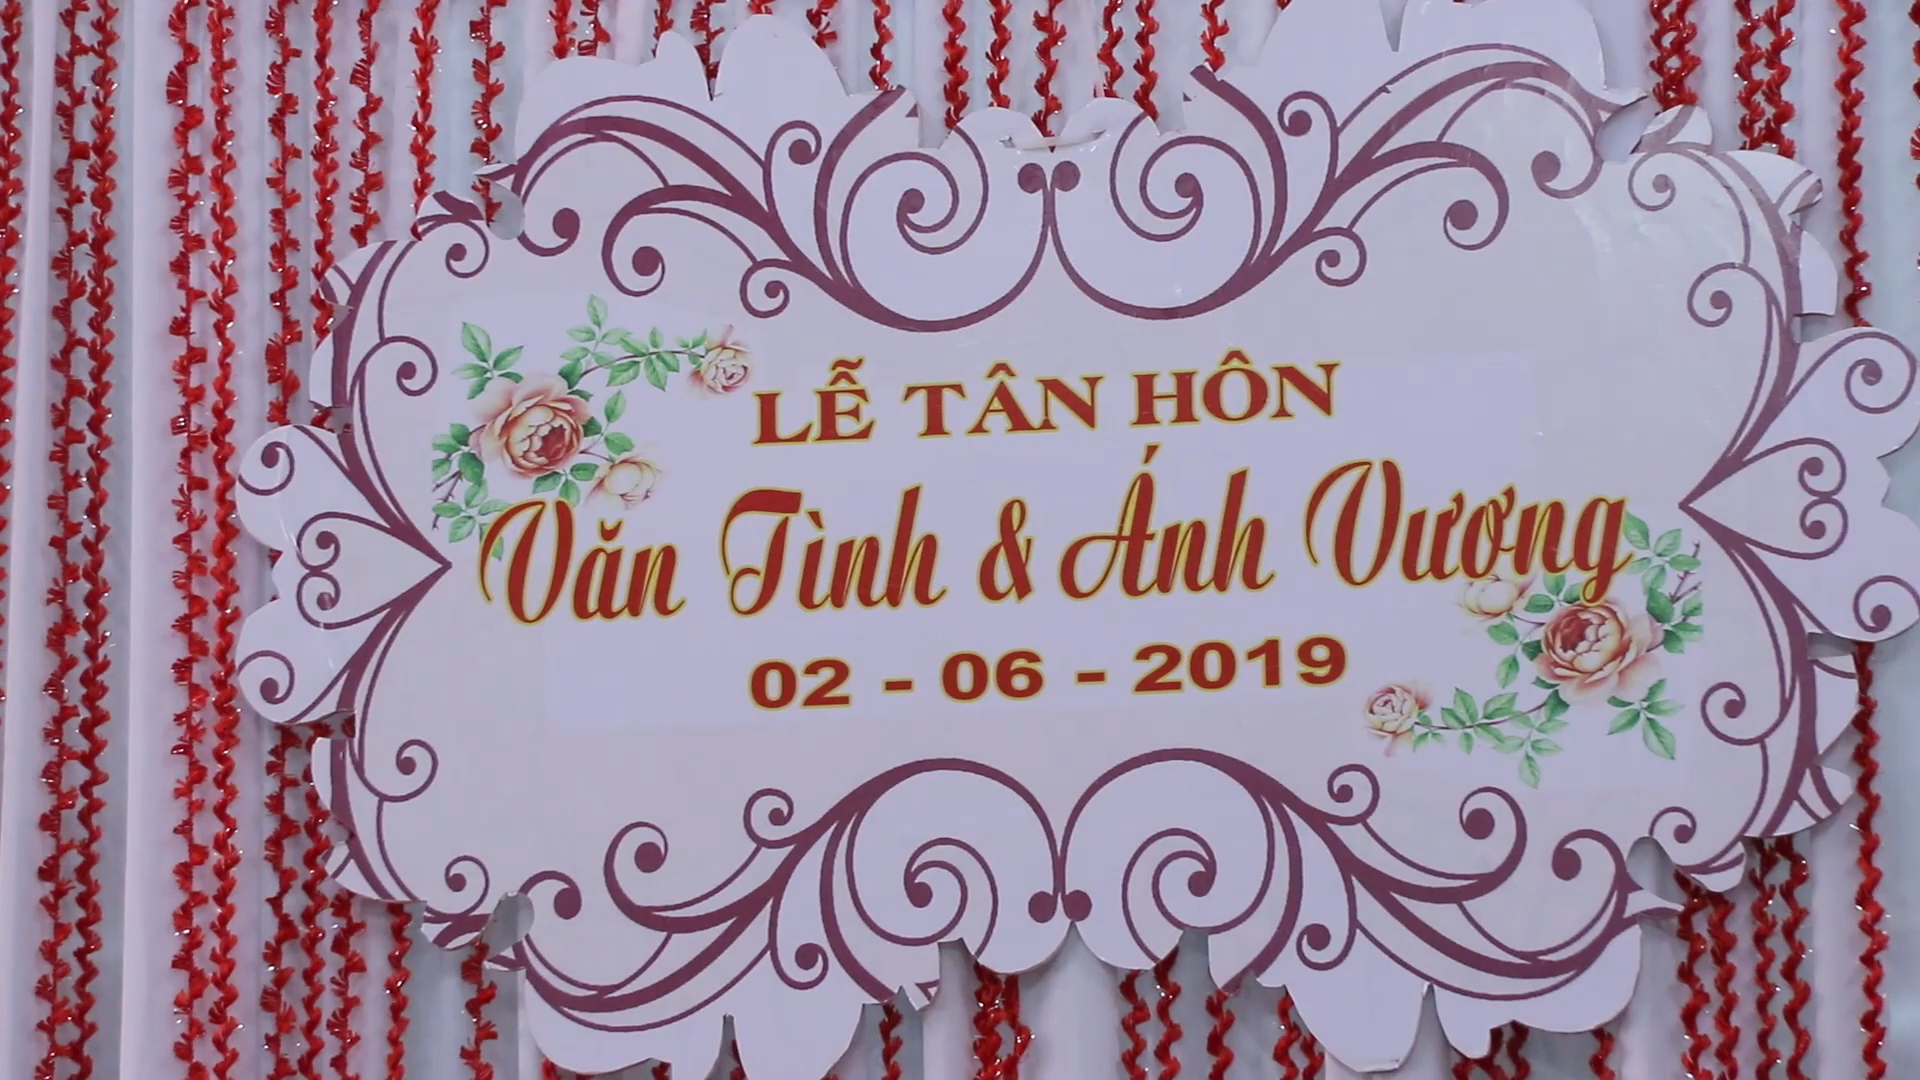 LỄ TÂN HÔN
Văn Tình & Ánh Vương
02 - 06 - 2019